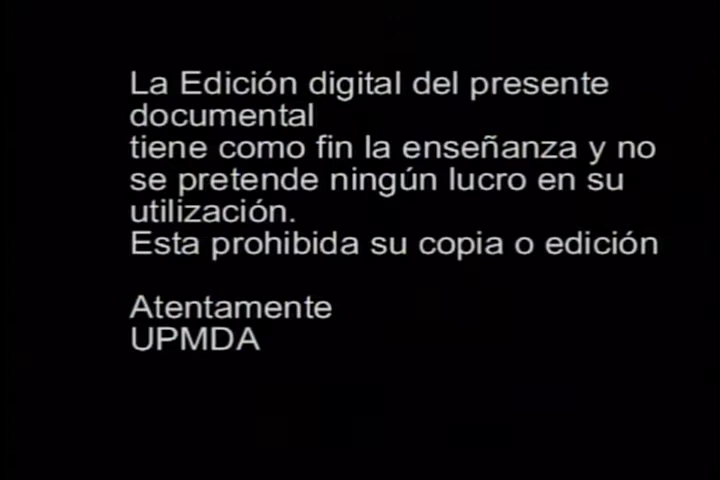 La Edición digital del presente
documental
tiene como fin la enseñanza y no
se pretende ningún lucro en su
utilización.
Esta prohibida su copia o edición
Atentamente
UPMDA